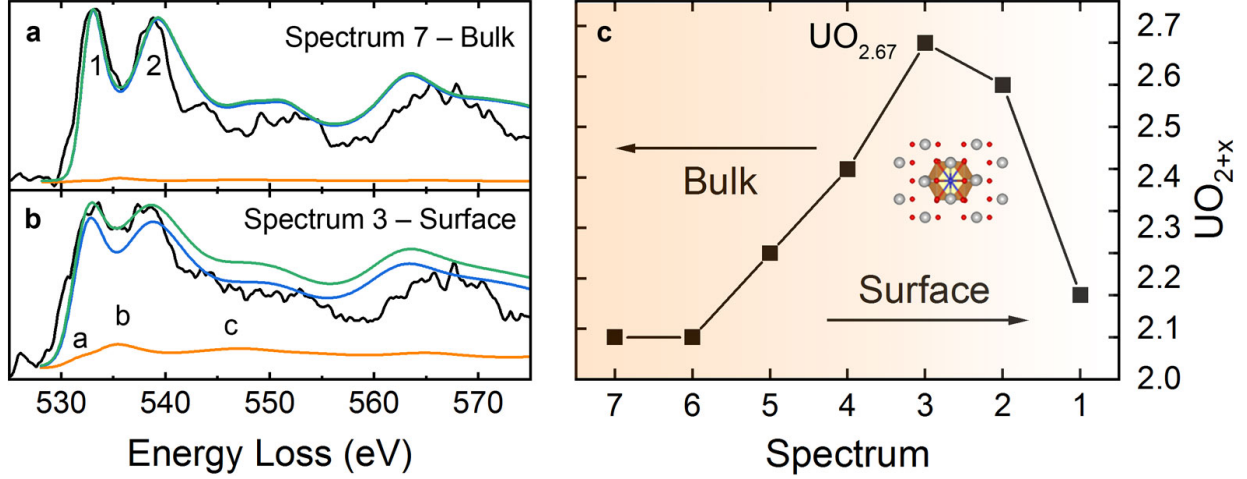 a
Spectrum 7 – Bulk
1
2
b
Spectrum 3 – Surface
a
b
c
530 540 550 560 570
Energy Loss (eV)
c
UO2.67
Bulk
Surface
7 6 5 4 3 2 1
Spectrum
2.7
2.6
2.5
2.4
2.3
2.2
2.1
2.0
UO2+x